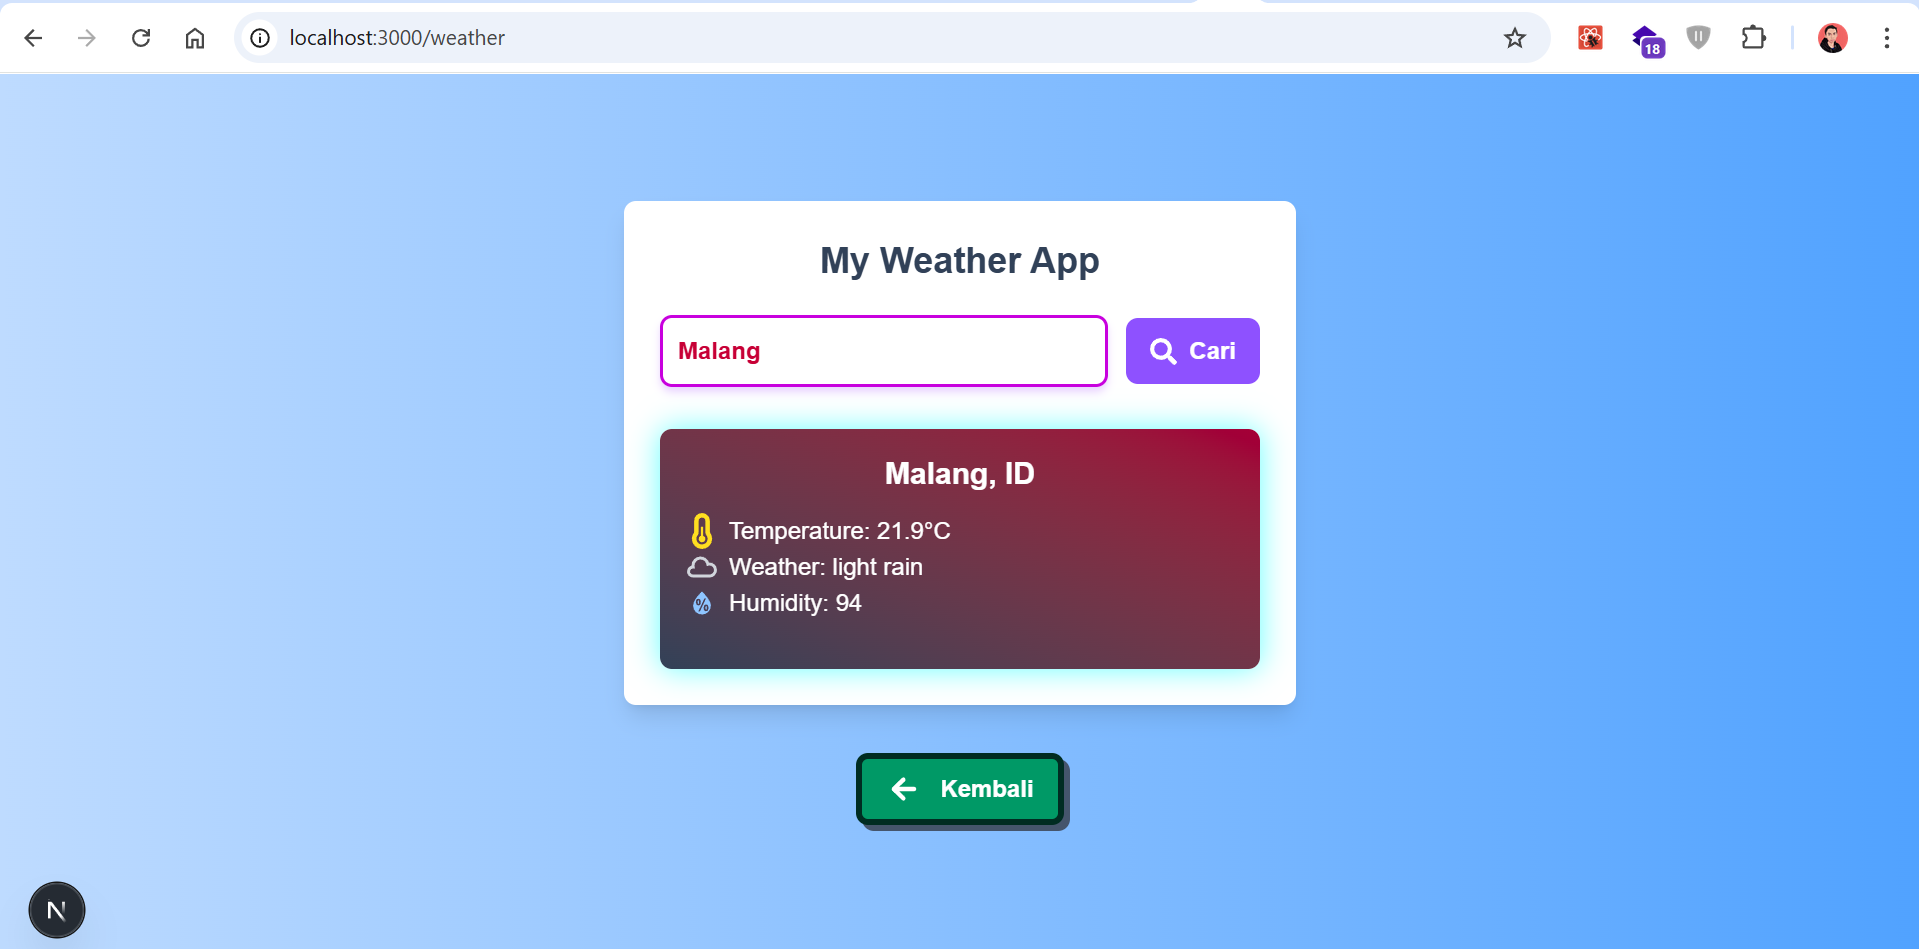 localhost:3000/weather
18
My Weather App
Malang
Cari
Malang, ID
Temperature: 21.9°C
Weather: light rain
% Humidity: 94
Kembali
N